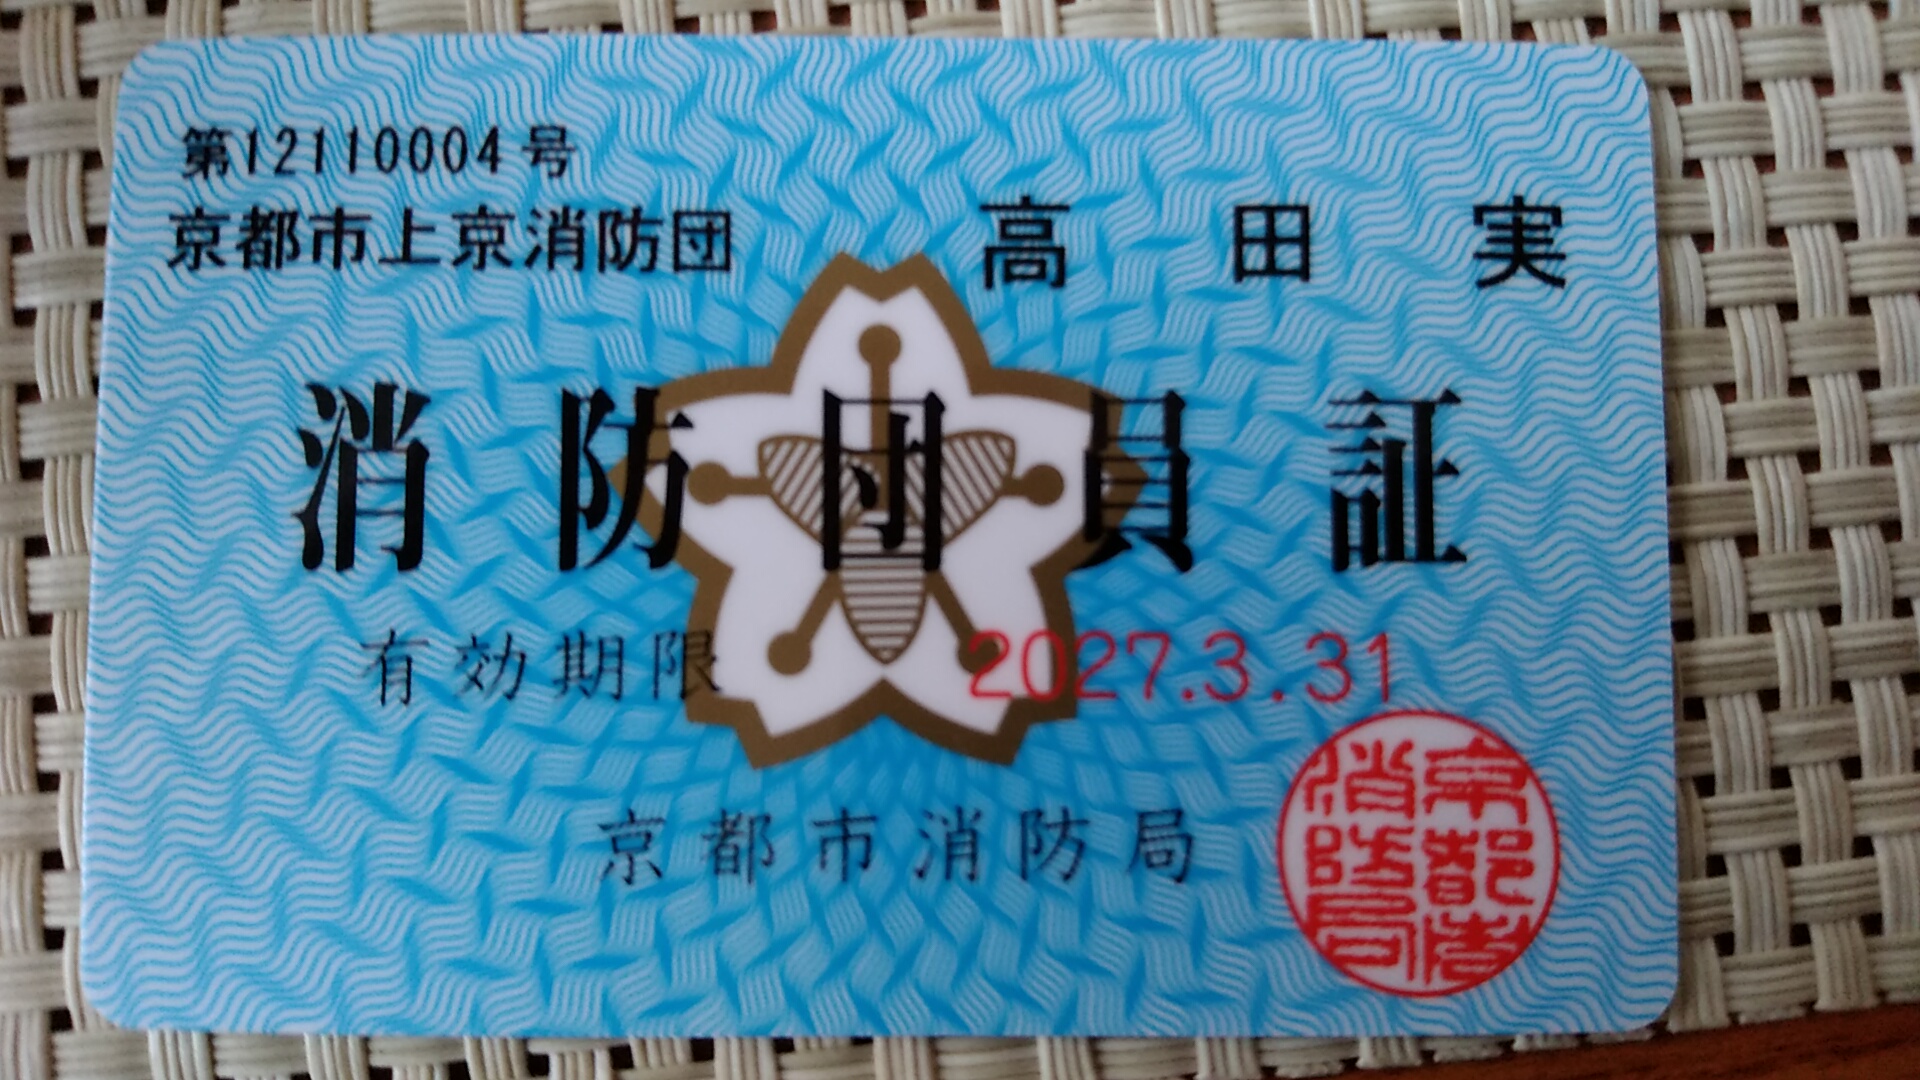 第12110004号
京都市上京消防団
高田実
消防団員証
有効期限 2027.3.31
京都市消防局
京都市
消防局